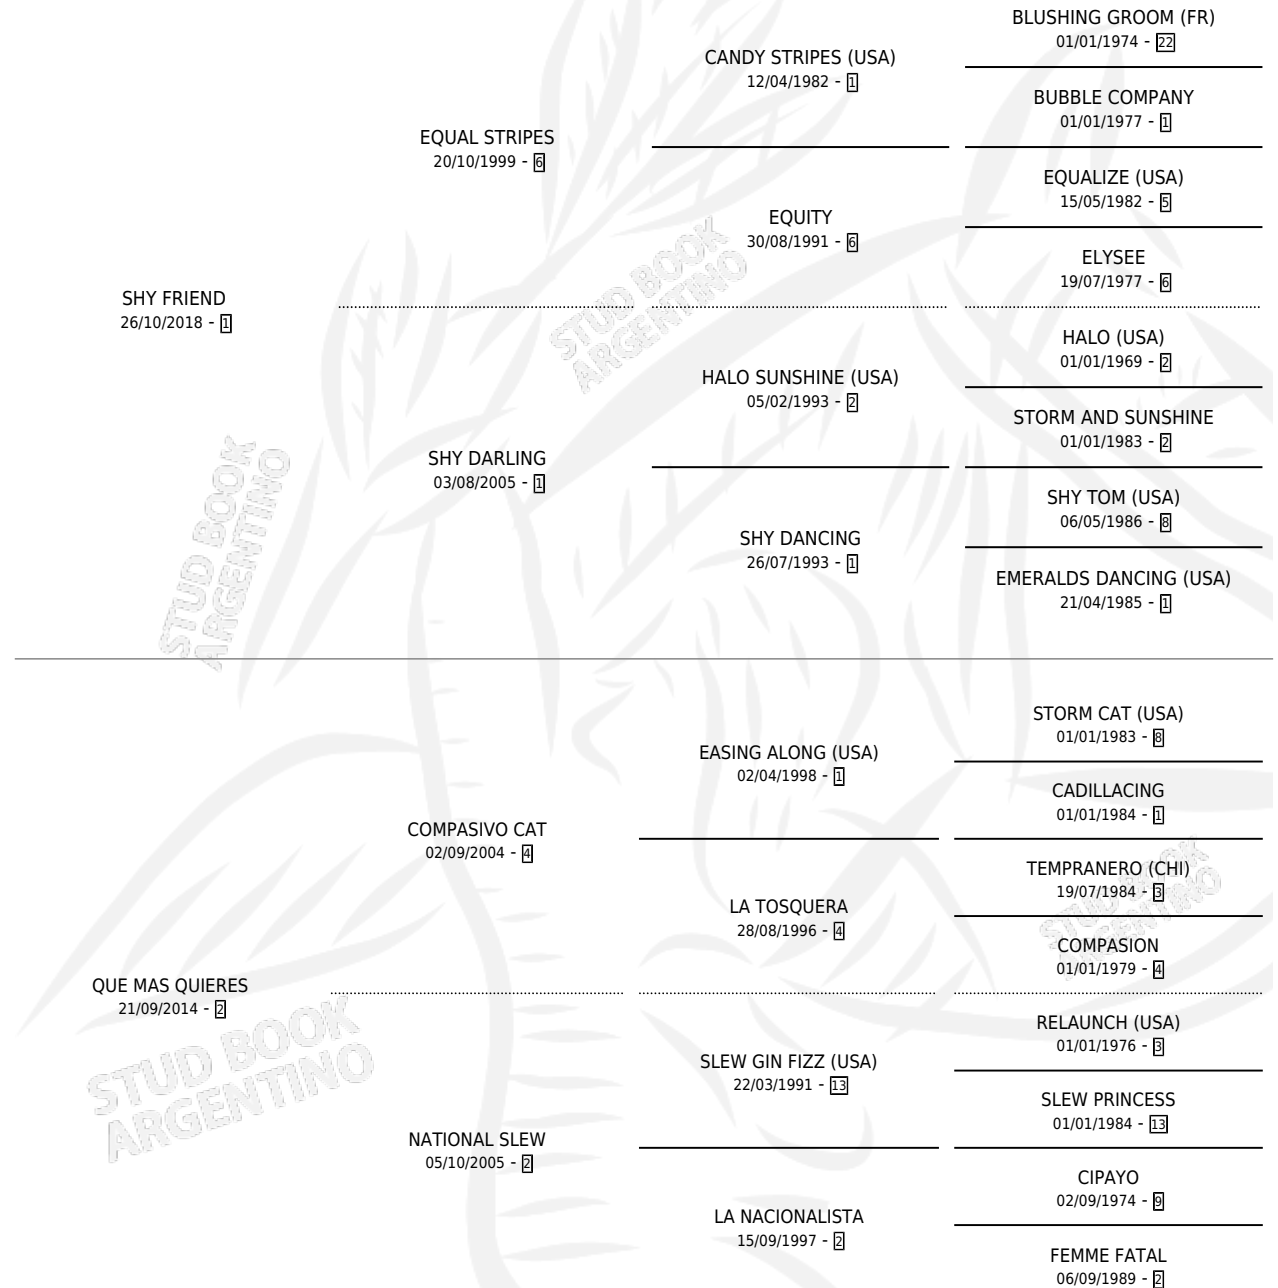 BLUSHING GROOM (FR)
01/01/1974 - 22
CANDY STRIPES (USA)
12/04/1982 - 1
BUBBLE COMPANY
01/01/1977 - 1
EQUAL STRIPES
20/10/1999 - 6
EQUALIZE (USA)
15/05/1982 - 5
EQUITY
30/08/1991 - 6
ELYSEE
19/07/1977 - 6
SHY FRIEND
26/10/2018 - 1
HALO (USA)
01/01/1969 - 2
HALO SUNSHINE (USA)
05/02/1993 - 2
STORM AND SUNSHINE
01/01/1983 - 2
SHY DARLING
03/08/2005 - 1
SHY TOM (USA)
06/05/1986 - 8
SHY DANCING
26/07/1993 - 1
EMERALDS DANCING (USA)
21/04/1985 - 1
STORM CAT (USA)
01/01/1983 - 8
EASING ALONG (USA)
02/04/1998 - 1
CADILLACING
01/01/1984 - 1
COMPASIVO CAT
02/09/2004 - 4
TEMPRANERO (CHI)
19/07/1984 - 3
LA TOSQUERA
28/08/1996 - 4
COMPASION
01/01/1979 - 4
QUE MAS QUIERES
21/09/2014 - 2
RELAUNCH (USA)
01/01/1976 - 3
SLEW GIN FIZZ (USA)
22/03/1991 - 13
SLEW PRINCESS
01/01/1984 - 13
NATIONAL SLEW
05/10/2005 - 2
CIPAYO
02/09/1974 - 9
LA NACIONALISTA
15/09/1997 - 2
FEMME FATAL
06/09/1989 - 2
STUD BOOK
ARGENTINO
STUD BOOK
ARGENTINO
STUD BOOK
ARGENTINO
STUD BOOK
ARGENTINO